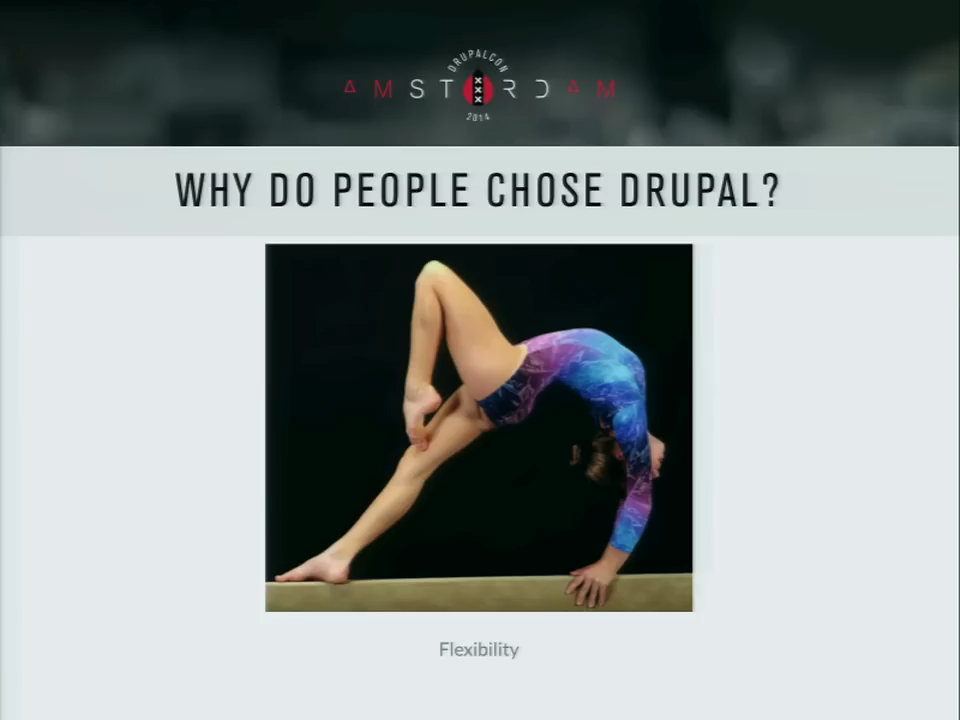 DRUPALCON
AMSTERDAM
2014
WHY DO PEOPLE CHOSE DRUPAL?
Flexibility